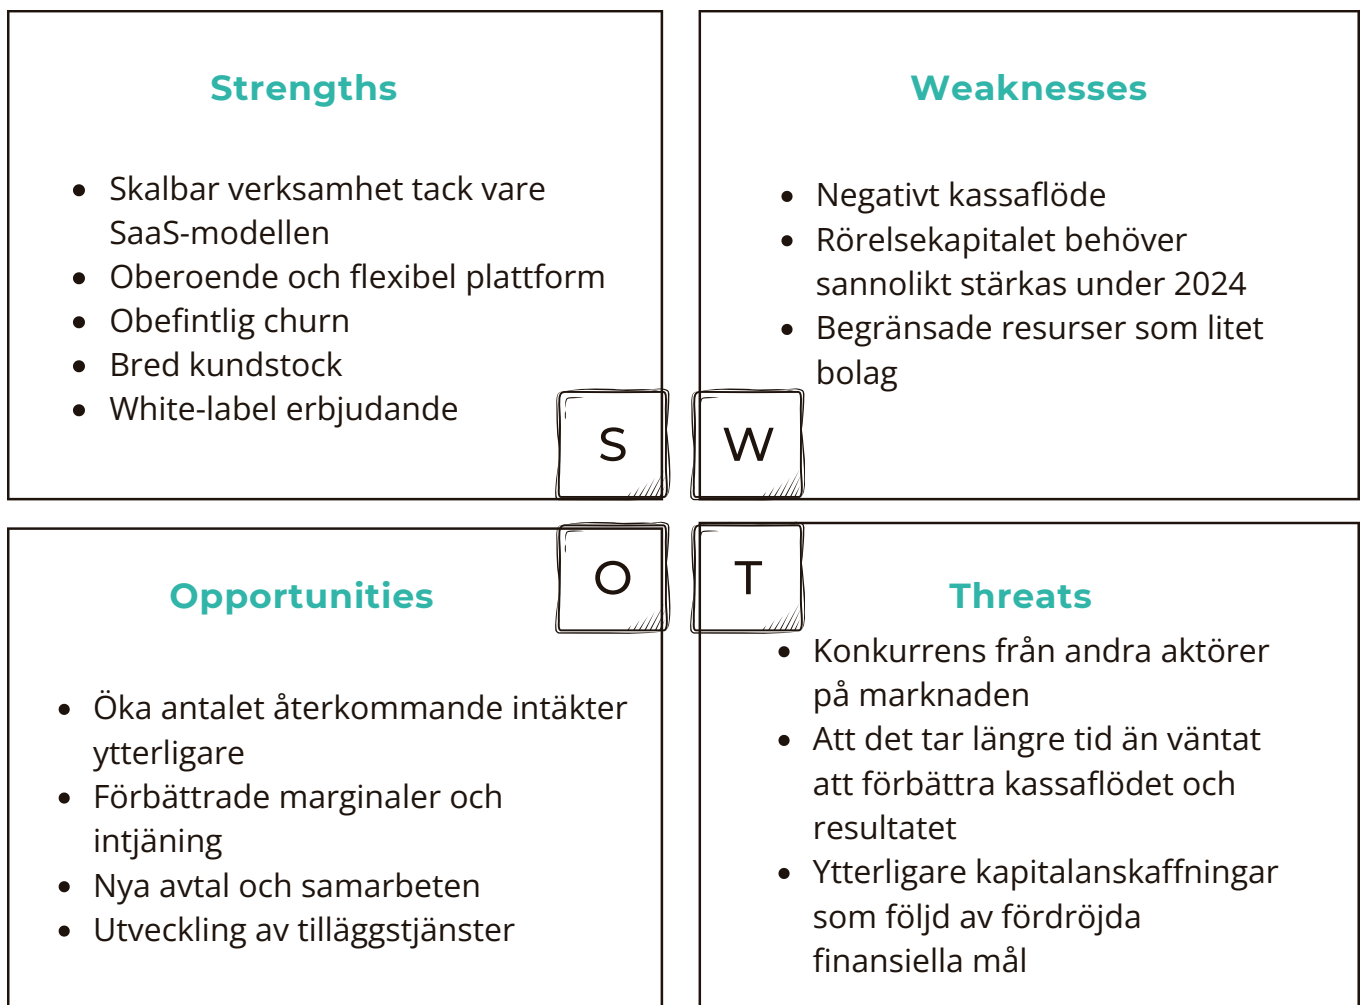 Strengths
Skalbar verksamhet tack vare
SaaS-modellen
Oberoende och flexibel plattform
Obefintlig churn
Bred kundstock
White-label erbjudande
S
Weaknesses
Negativt kassaflöde
Rörelsekapitalet behöver
sannolikt stärkas under 2024
Begränsade resurser som litet
bolag
W
Opportunities
O
Öka antalet återkommande intäkter
ytterligare
Förbättrade marginaler och
intjäning
Nya avtal och samarbeten
Utveckling av tilläggstjänster
T
Threats
Konkurrens från andra aktörer
på marknaden
Att det tar längre tid än väntat
att förbättra kassaflödet och
resultatet
Ytterligare kapitalanskaffningar
som följd av fördröjda
finansiella mål